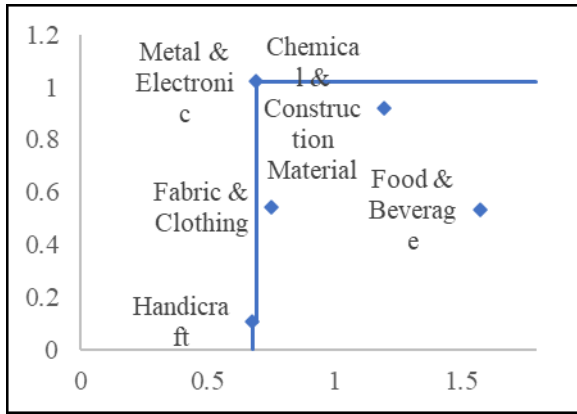 1.2
1
0.8
0.6
0.4
0.2
0
0
0.5
1
1.5
Metal &
Electroni
c
Chemica
l &
Construc
tion
Material
Fabric &
Clothing
Food &
Beverag
e
Handicra
ft